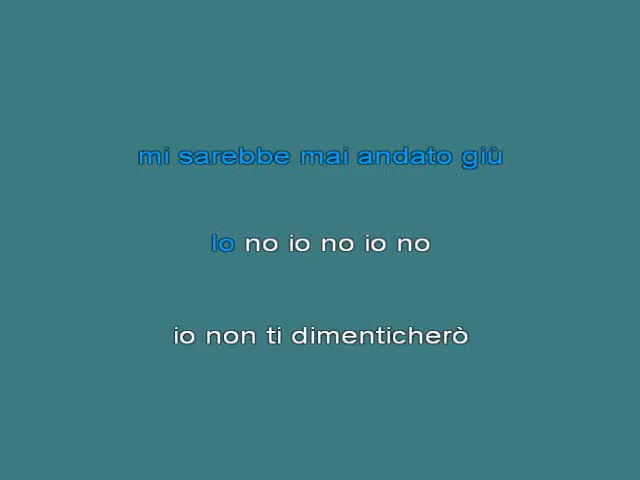 mi sarebbe mai andato giù
Io no io no io no
io non ti dimenticherò